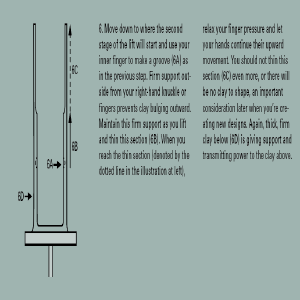 6C
6B
6A
6D
6. Move down to where the second
stage of the lift will start and use your
inner finger to make a groove (6A) as
in the previous step. Firm support out-
side from your right-hand knuckle or
fingers prevents clay bulging outward.
Maintain this firm support as you lift
and thin this section (6B). When you
reach the thin section (denoted by the
dotted line in the illustration at left),
relax your finger pressure and let
your hands continue their upward
movement. You should not thin this
section (6C) even more, or there will
be no clay to shape, an important
consideration later when you're cre-
ating new designs. Again, thick, firm
clay below (6D) is giving support and
transmitting power to the clay above.